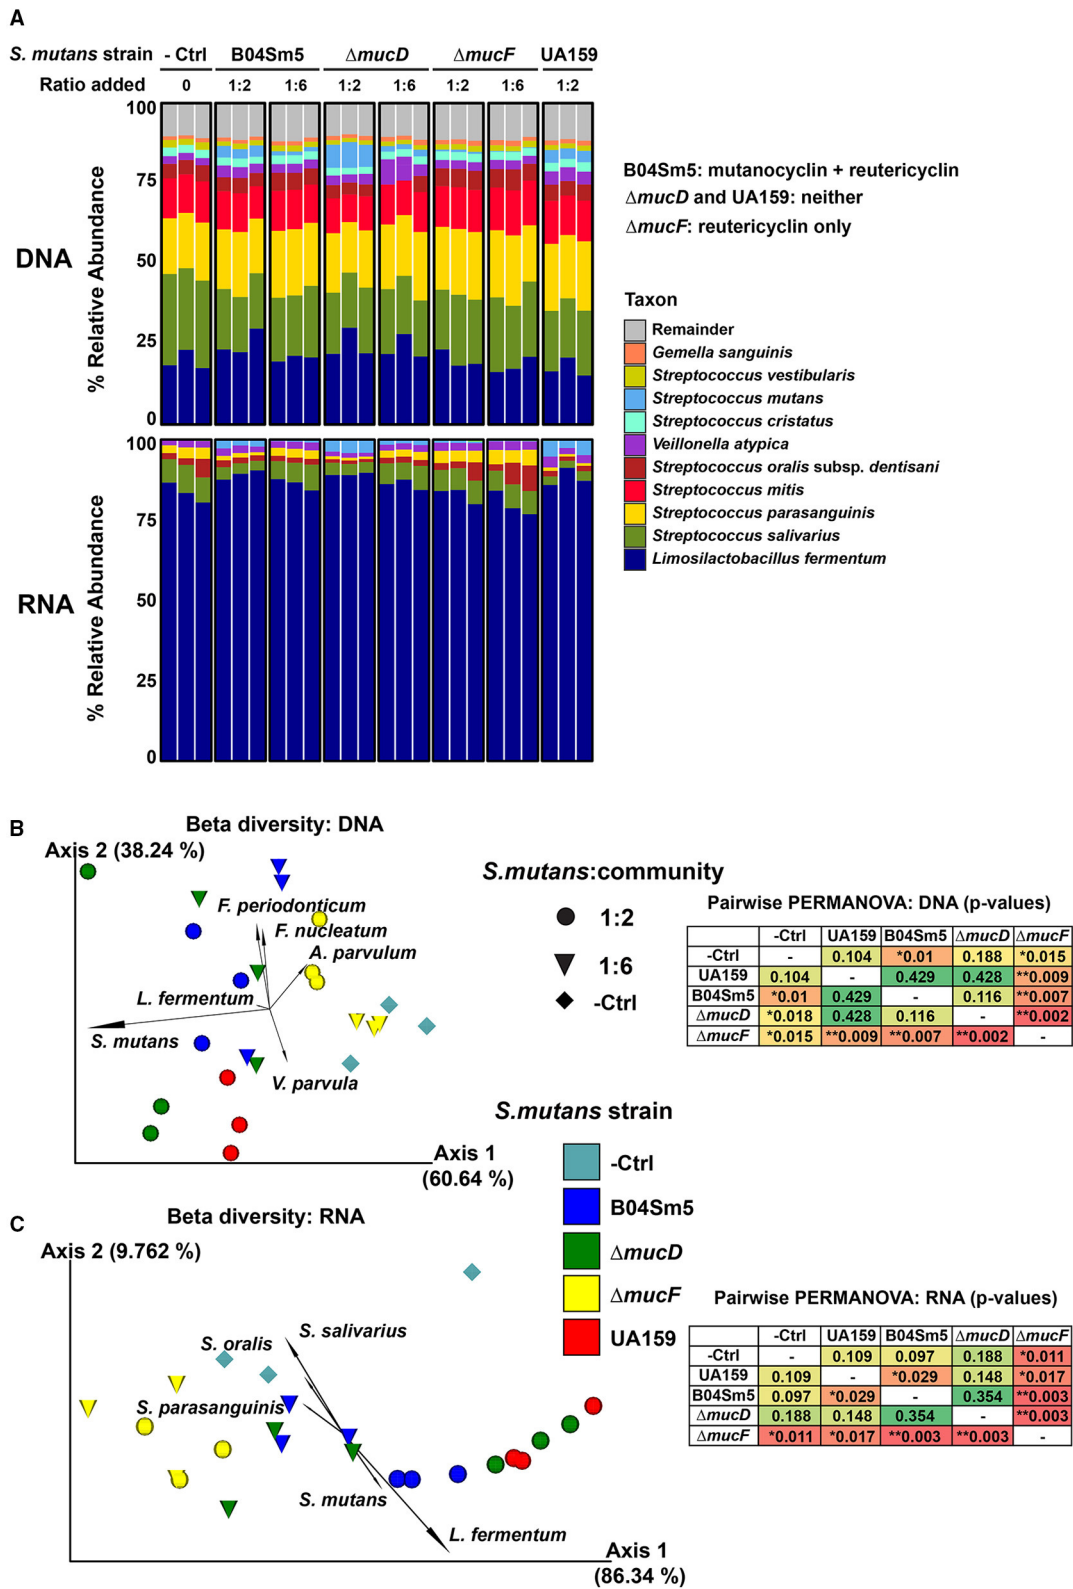 A
S. mutans strain - Ctrl B04Sm5 ΔmucD ΔmucF UA159
Ratio added 0 1:2 1:6 1:2 1:6 1:2 1:6 1:2
DNA
% Relative Abundance
100
75
50
25
0
B04Sm5: mutanocyclin + reutericyclin
ΔmucD and UA159: neither
ΔmucF: reutericyclin only
Taxon
Remainder
Gemella sanguinis
Streptococcus vestibularis
Streptococcus mutans
Streptococcus cristatus
Veillonella atypica
Streptococcus oralis subsp. dentisani
Streptococcus mitis
Streptococcus parasanguinis
Streptococcus salivarius
Limosilactobacillus fermentum
RNA
% Relative Abundance
100
75
50
25
0
B
Beta diversity: DNA
Axis 2 (38.24 %)
F. periodonticum
F. nucleatum
A. parvulum
L. fermentum
S. mutans
V. parvula
Axis 1
(60.64 %)
S.mutans:community
1:2
1:6
-Ctrl
Pairwise PERMANOVA: DNA (p-values)
-Ctrl UA159 B04Sm5 ΔmucD ΔmucF
-Ctrl - 0.104 *0.01 0.188 *0.015
UA159 0.104 - 0.429 0.428 **0.009
B04Sm5 *0.01 0.429 - 0.116 **0.007
ΔmucD *0.018 0.428 0.116 - **0.002
ΔmucF *0.015 **0.009 **0.007 **0.002 -
S.mutans strain
-Ctrl
B04Sm5
ΔmucD
ΔmucF
UA159
C
Beta diversity: RNA
Axis 2 (9.762 %)
S. salivarius
S. oralis
S. parasanguinis
S. mutans
L. fermentum
Axis 1
(86.34 %)
Pairwise PERMANOVA: RNA (p-values)
-Ctrl UA159 B04Sm5 ΔmucD ΔmucF
-Ctrl - 0.109 0.097 0.188 *0.011
UA159 0.109 - *0.029 0.148 *0.017
B04Sm5 0.097 *0.029 - 0.354 **0.003
ΔmucD 0.188 0.148 0.354 - **0.003
ΔmucF *0.011 *0.017 **0.003 **0.003 -